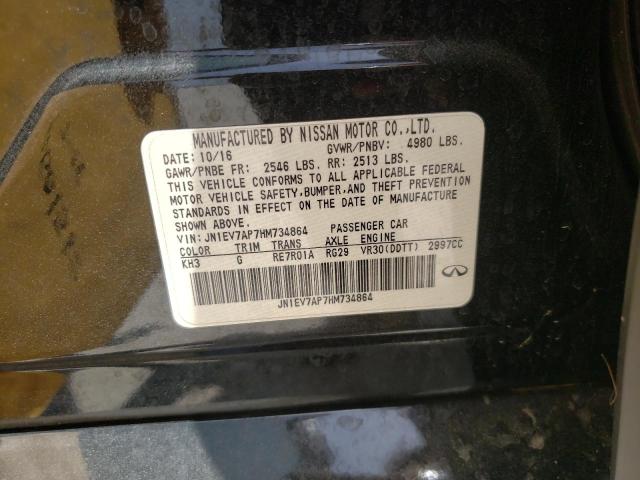 MANUFACTURED BY NISSAN MOTOR CO.,LTD.
DATE: 10/16 GVWR/PNBV: 4980 LBS.
GAWR/PNBE FR: 2546 LBS. RR: 2513 LBS.
THIS VEHICLE CONFORMS TO ALL APPLICABLE FEDERAL
MOTOR VEHICLE SAFETY, BUMPER, AND THEFT PREVENTION
STANDARDS IN EFFECT ON THE DATE OF MANUFACTURE
SHOWN ABOVE.
VIN: JN1EV7AP7HM734864 PASSENGER CAR
COLOR TRIM TRANS AXLE ENGINE
KH3 G RE7R01A RG29 VR30(DDTT) 2997CC
JN1EV7AP7HM734864